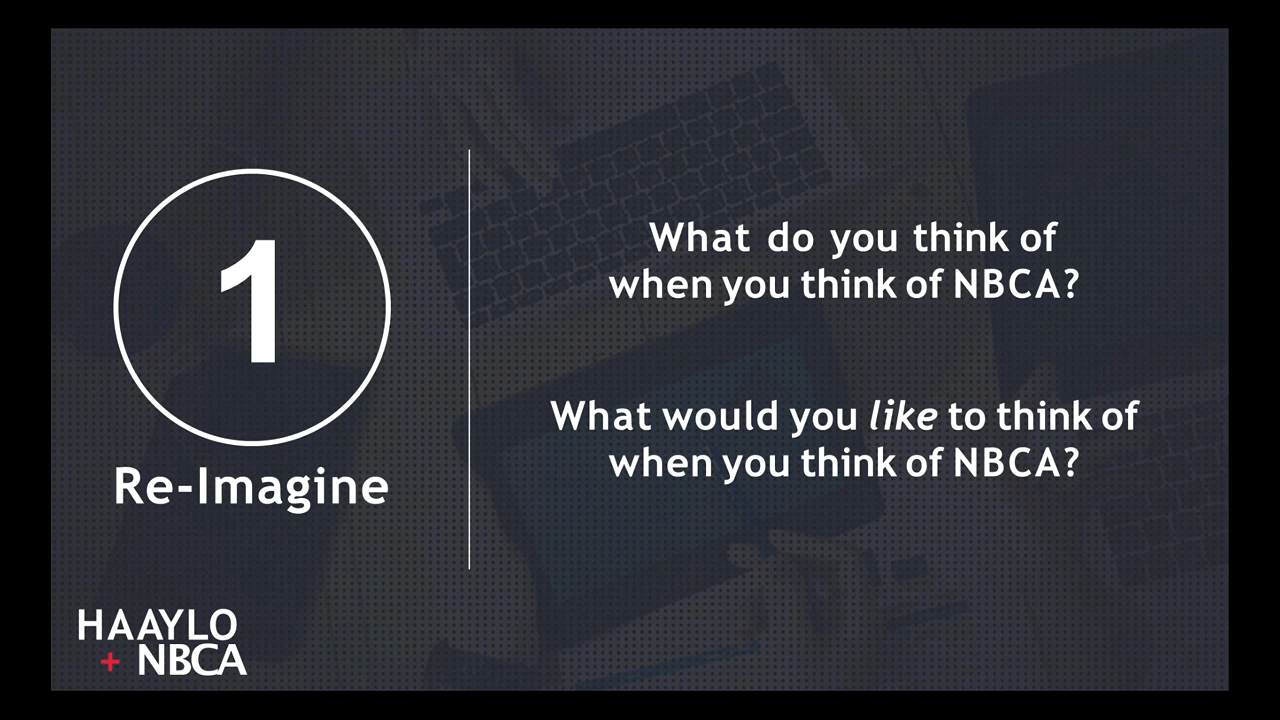 1
Re-Imagine
What do you think of
when you think of NBCA?
What would you like to think of
when you think of NBCA?
HAAYLO
+ NBCA